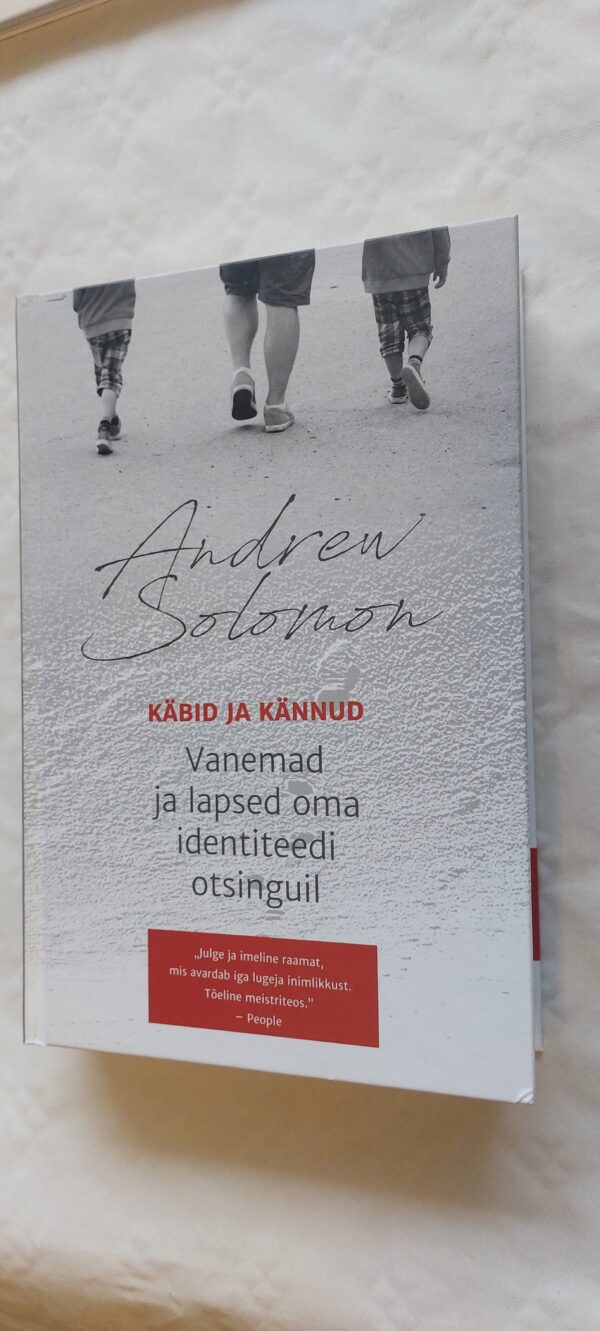 Andrew
Solomon
KÄBID JA KÄNNUD
Vanemad
ja lapsed oma
identiteedi
otsinguil
„Julge ja imeline raamat,
mis avardab iga lugeja inimlikkust.
Tõeline meistriteos.”
– People